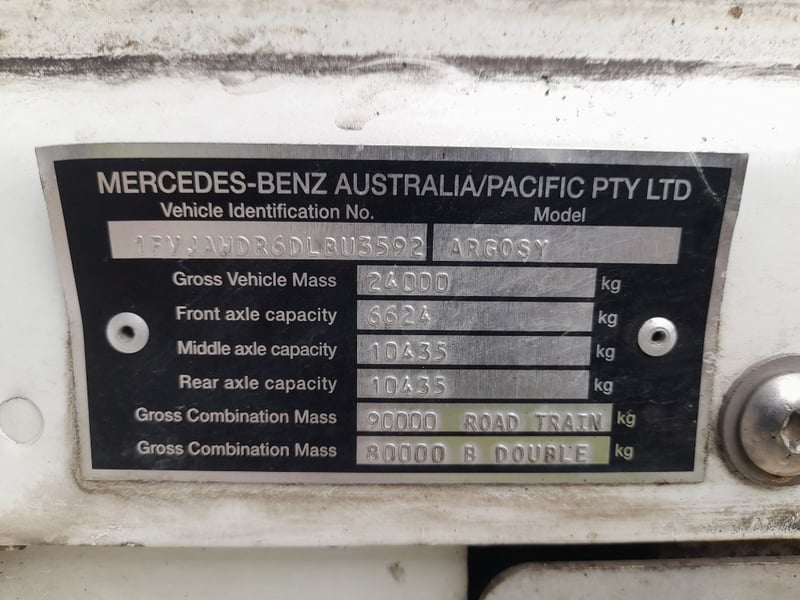 MERCEDES-BENZ AUSTRALIA/PACIFIC PTY LTD
Vehicle Identification No. Model
1FVJAWDR6DLBU3592 ARGOSY
Gross Vehicle Mass 24000 kg
Front axle capacity 6624 kg
Middle axle capacity 10435 kg
Rear axle capacity 10435 kg
Gross Combination Mass 90000 ROAD TRAIN kg
Gross Combination Mass 80000 B DOUBLE kg